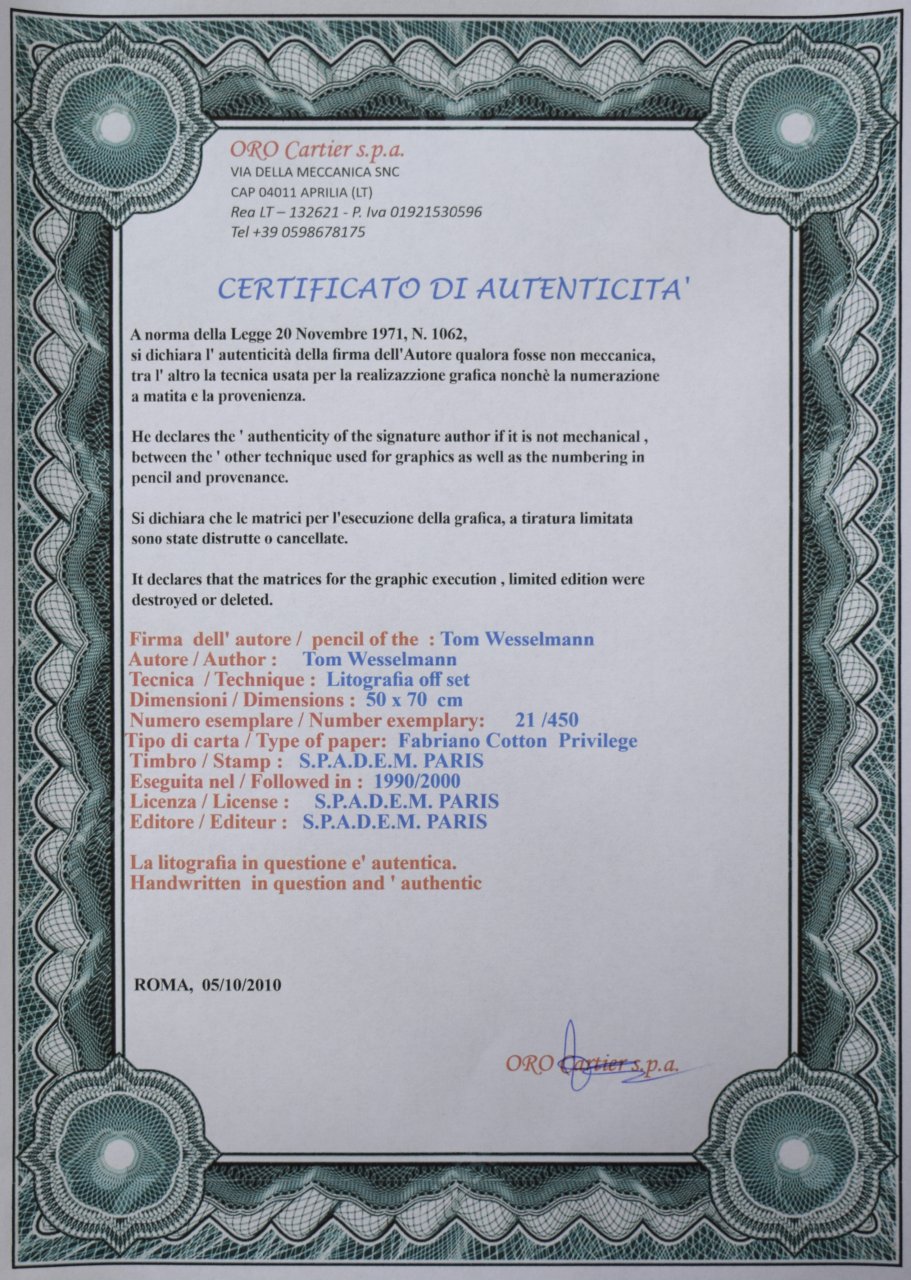 ORO Cartier s.p.a.
VIA DELLA MECCANICA SNC
CAP 04011 APRILIA (LT)
Rea LT – 132621 - P. Iva 01921530596
Tel +39 0598678175
CERTIFICATO DI AUTENTICITA'
A norma della Legge 20 Novembre 1971, N. 1062,
si dichiara l' autenticità della firma dell'Autore qualora fosse non meccanica,
tra l' altro la tecnica usata per la realizazzione grafica nonchè la numerazione
a matita e la provenienza.
He declares the ' authenticity of the signature author if it is not mechanical ,
between the ' other technique used for graphics as well as the numbering in
pencil and provenance.
Si dichiara che le matrici per l'esecuzione della grafica, a tiratura limitata
sono state distrutte o cancellate.
It declares that the matrices for the graphic execution , limited edition were
destroyed or deleted.
Firma dell' autore / pencil of the : Tom Wesselmann
Autore / Author : Tom Wesselmann
Tecnica / Technique : Litografia off set
Dimensioni / Dimensions : 50 x 70 cm
Numero esemplare / Number exemplary: 21 /450
Tipo di carta / Type of paper: Fabriano Cotton Privilege
Timbro / Stamp : S.P.A.D.E.M. PARIS
Eseguita nel / Followed in : 1990/2000
Licenza / License : S.P.A.D.E.M. PARIS
Editore / Editeur : S.P.A.D.E.M. PARIS
La litografia in questione e' autentica.
Handwritten in question and ' authentic
ROMA, 05/10/2010
ORO Cartier s.p.a.